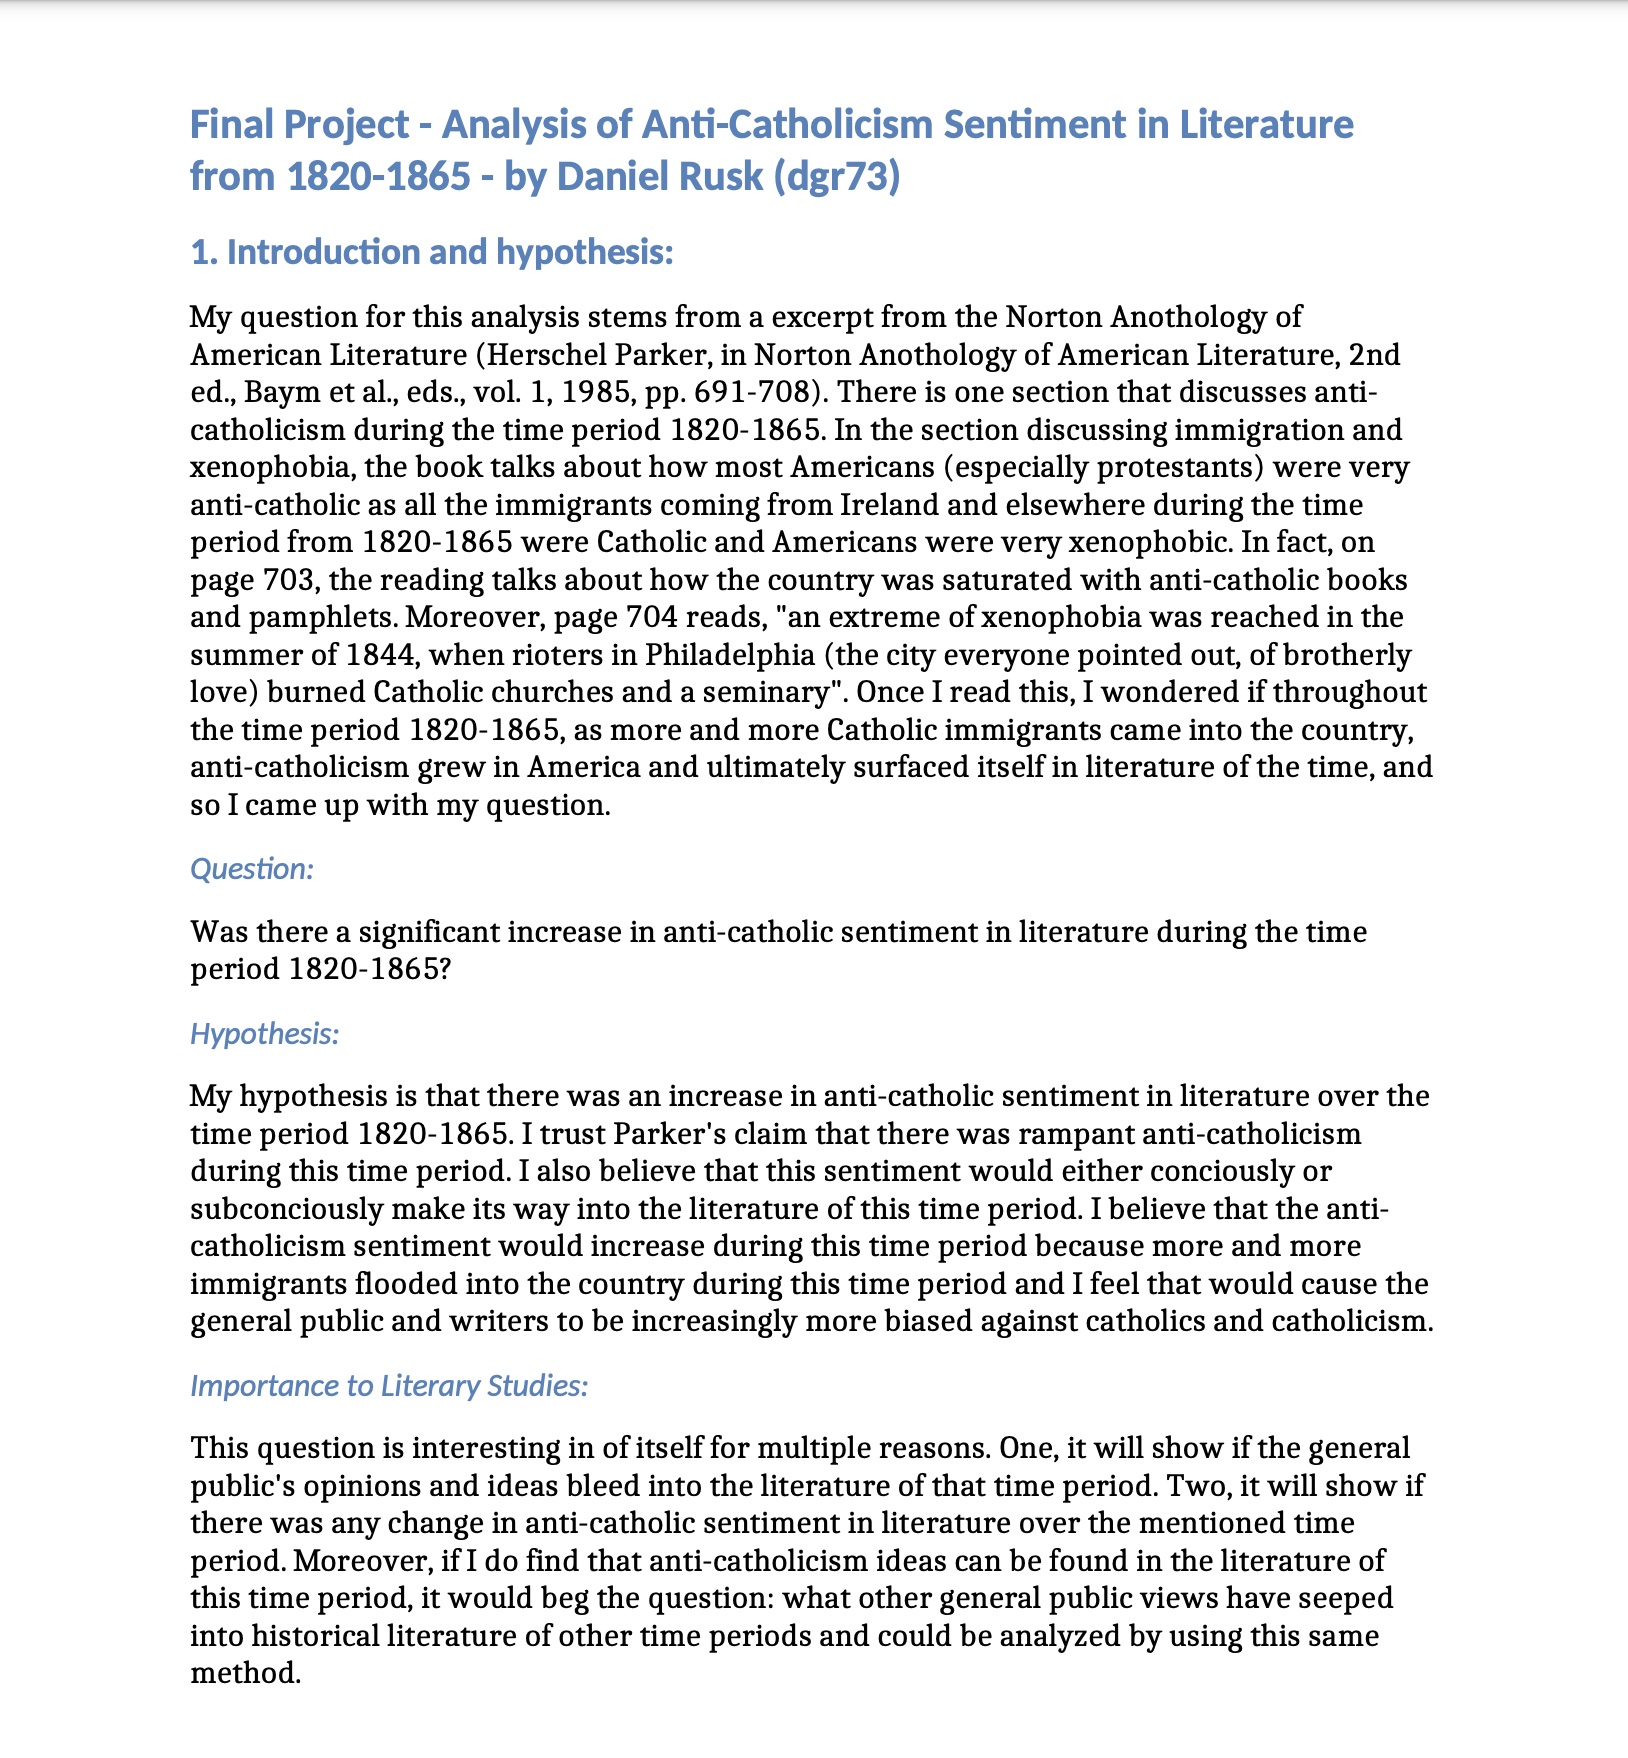 Final Project - Analysis of Anti-Catholicism Sentiment in Literature
from 1820-1865 - by Daniel Rusk (dgr73)
1. Introduction and hypothesis:
My question for this analysis stems from a excerpt from the Norton Anothology of
American Literature (Herschel Parker, in Norton Anothology of American Literature, 2nd
ed., Baym et al., eds., vol. 1, 1985, pp. 691-708). There is one section that discusses anti-
catholicism during the time period 1820-1865. In the section discussing immigration and
xenophobia, the book talks about how most Americans (especially protestants) were very
anti-catholic as all the immigrants coming from Ireland and elsewhere during the time
period from 1820-1865 were Catholic and Americans were very xenophobic. In fact, on
page 703, the reading talks about how the country was saturated with anti-catholic books
and pamphlets. Moreover, page 704 reads, "an extreme of xenophobia was reached in the
summer of 1844, when rioters in Philadelphia (the city everyone pointed out, of brotherly
love) burned Catholic churches and a seminary". Once I read this, I wondered if throughout
the time period 1820-1865, as more and more Catholic immigrants came into the country,
anti-catholicism grew in America and ultimately surfaced itself in literature of the time, and
so I came up with my question.
Question:
Was there a significant increase in anti-catholic sentiment in literature during the time
period 1820-1865?
Hypothesis:
My hypothesis is that there was an increase in anti-catholic sentiment in literature over the
time period 1820-1865. I trust Parker's claim that there was rampant anti-catholicism
during this time period. I also believe that this sentiment would either conciously or
subconciously make its way into the literature of this time period. I believe that the anti-
catholicism sentiment would increase during this time period because more and more
immigrants flooded into the country during this time period and I feel that would cause the
general public and writers to be increasingly more biased against catholics and catholicism.
Importance to Literary Studies:
This question is interesting in of itself for multiple reasons. One, it will show if the general
public's opinions and ideas bleed into the literature of that time period. Two, it will show if
there was any change in anti-catholic sentiment in literature over the mentioned time
period. Moreover, if I do find that anti-catholicism ideas can be found in the literature of
this time period, it would beg the question: what other general public views have seeped
into historical literature of other time periods and could be analyzed by using this same
method.